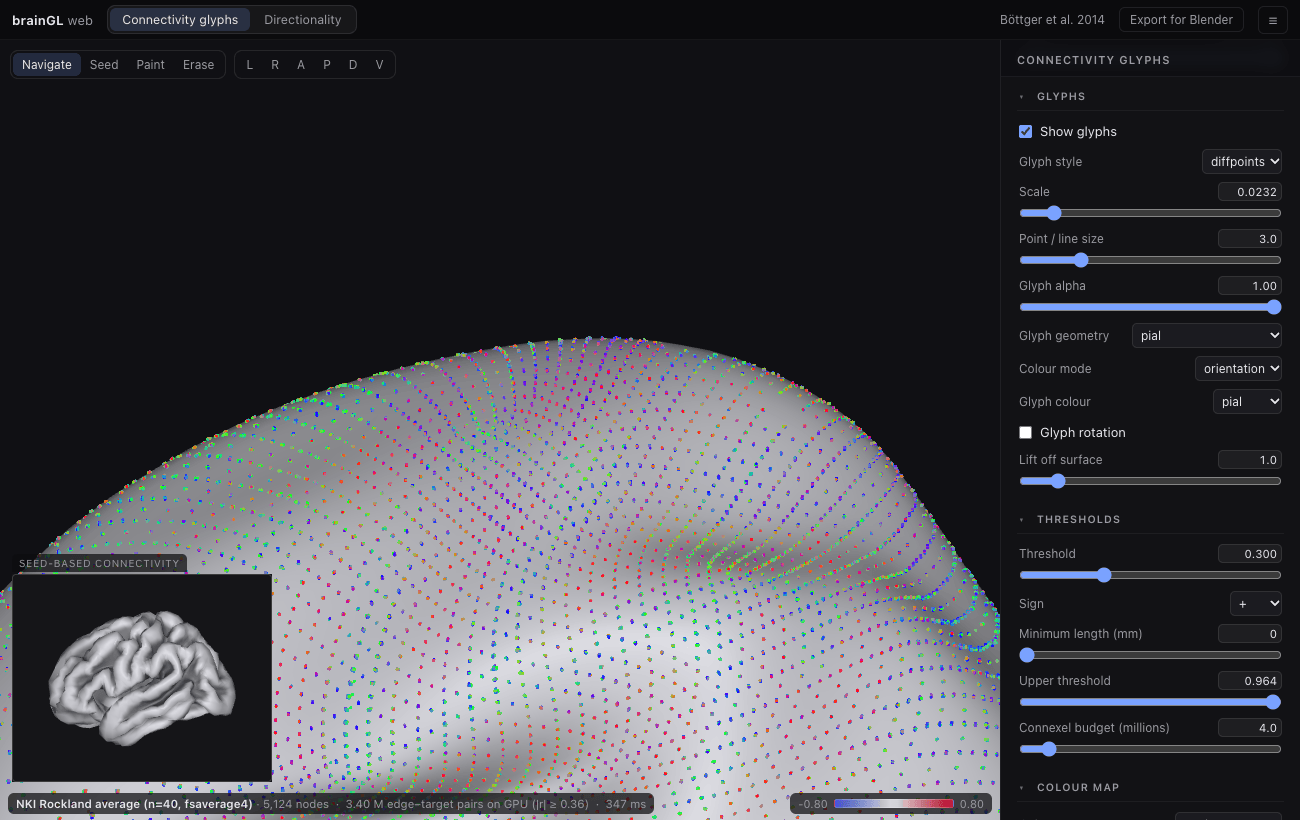 brainGL web
Connectivity glyphs
Directionality
Böttger et al. 2014
Export for Blender
Navigate
Seed
Paint
Erase
L R A P D V
CONNECTIVITY GLYPHS
GLYPHS
Show glyphs
Glyph style
diffpoints
Scale
0.0232
Point / line size
3.0
Glyph alpha
1.00
Glyph geometry
pial
Colour mode
orientation
Glyph colour
pial
Glyph rotation
Lift off surface
1.0
THRESHOLDS
Threshold
0.300
Sign
+
Minimum length (mm)
0
Upper threshold
0.964
Connexel budget (millions)
4.0
COLOUR MAP
SEED-BASED CONNECTIVITY
NKI Rockland average (n=40, fsaverage4) · 5,124 nodes · 3.40 M edge–target pairs on GPU (|r| ≥ 0.36) · 347 ms
-0.80
0.80